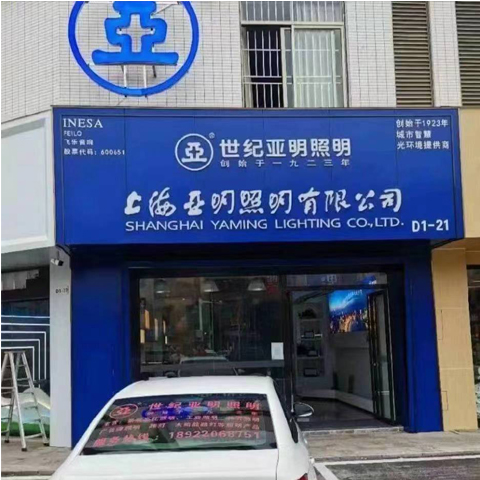 亞
INESA
FEILO
飞乐音响
股票代码：600651
亞 世纪亚明照明
创始于一九二三年
创始于1923年
城市智慧
光环境提供商
上海亚明照明有限公司
SHANGHAI YAMING LIGHTING CO.,LTD.
D1-21
亞 世纪亚明照明